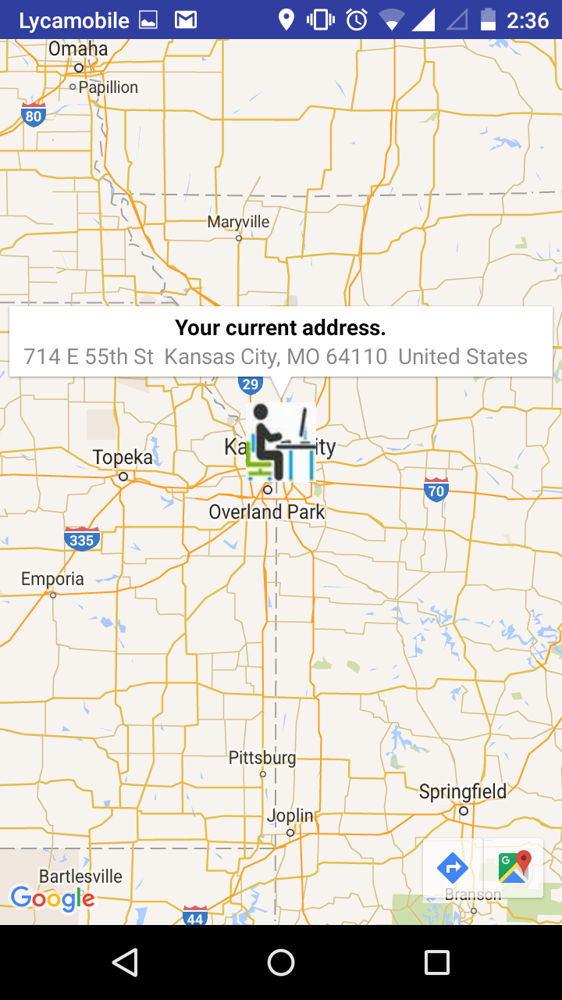 Lycamobile 2:36
Omaha
Papillion
80
Maryville
Your current address.
714 E 55th St Kansas City, MO 64110 United States
29
Ka ity
Topeka
70
Overland Park
335
Emporia
Pittsburg
Springfield
Joplin
G
Bartlesville
Google
Branson
44